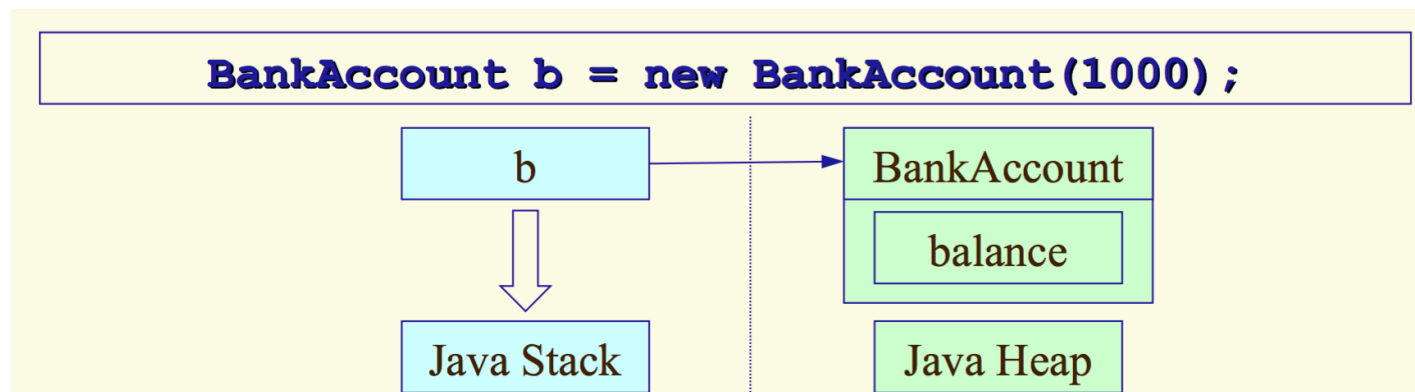 BankAccount b = new BankAccount(1000);
b
BankAccount
balance
Java Stack
Java Heap